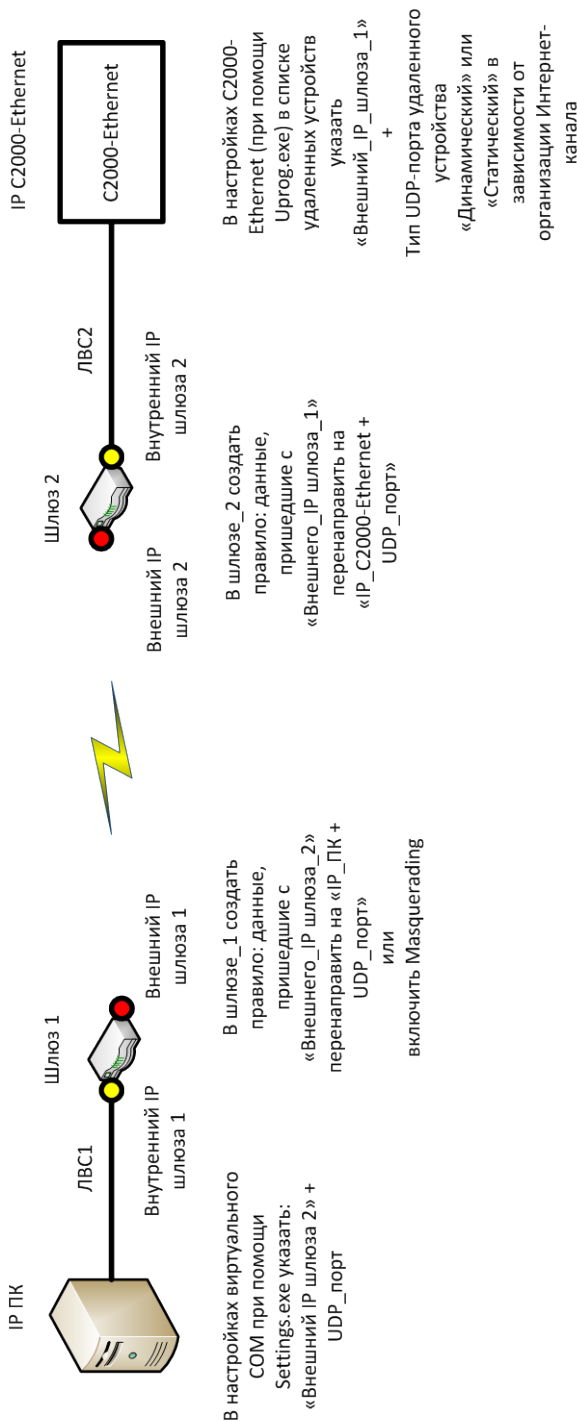 IP ПК
ЛВС1
Шлюз 1
Внутренний IP
шлюза 1
Внешний IP
шлюза 1
Шлюз 2
Внешний IP
шлюза 2
Внутренний IP
шлюза 2
ЛВС2
IP С2000-Ethernet
С2000-Ethernet
В настройках виртуального
COM при помощи
Settings.exe указать:
«Внешний IP шлюза 2» +
UDP_порт
В шлюзе_1 создать
правило: данные,
пришедшие с
«Внешнего_IP шлюза_2»
перенаправить на «IP_ПК +
UDP_порт»
или
включить Masquerading
В шлюзе_2 создать
правило: данные,
пришедшие с
«Внешнего_IP шлюза_1»
перенаправить на
«IP_С2000-Ethernet +
UDP_порт»
В настройках С2000-
Ethernet (при помощи
Uprog.exe) в списке
удаленных устройств
указать
«Внешний_IP_шлюза_1»
+
Тип UDP-порта удаленного
устройства
«Динамический» или
«Статический» в
зависимости от
организации Интернет-
канала